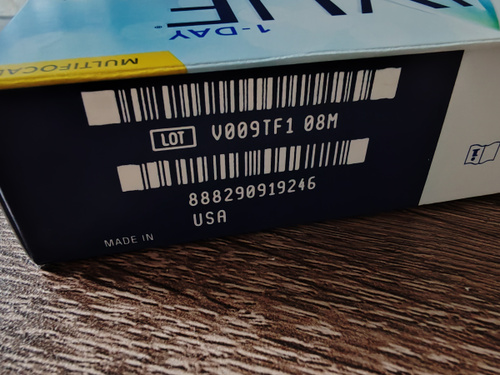 1-DAY
MULTIFOCAL
LOT V009TF1 08M
888290919246
USA
MADE IN